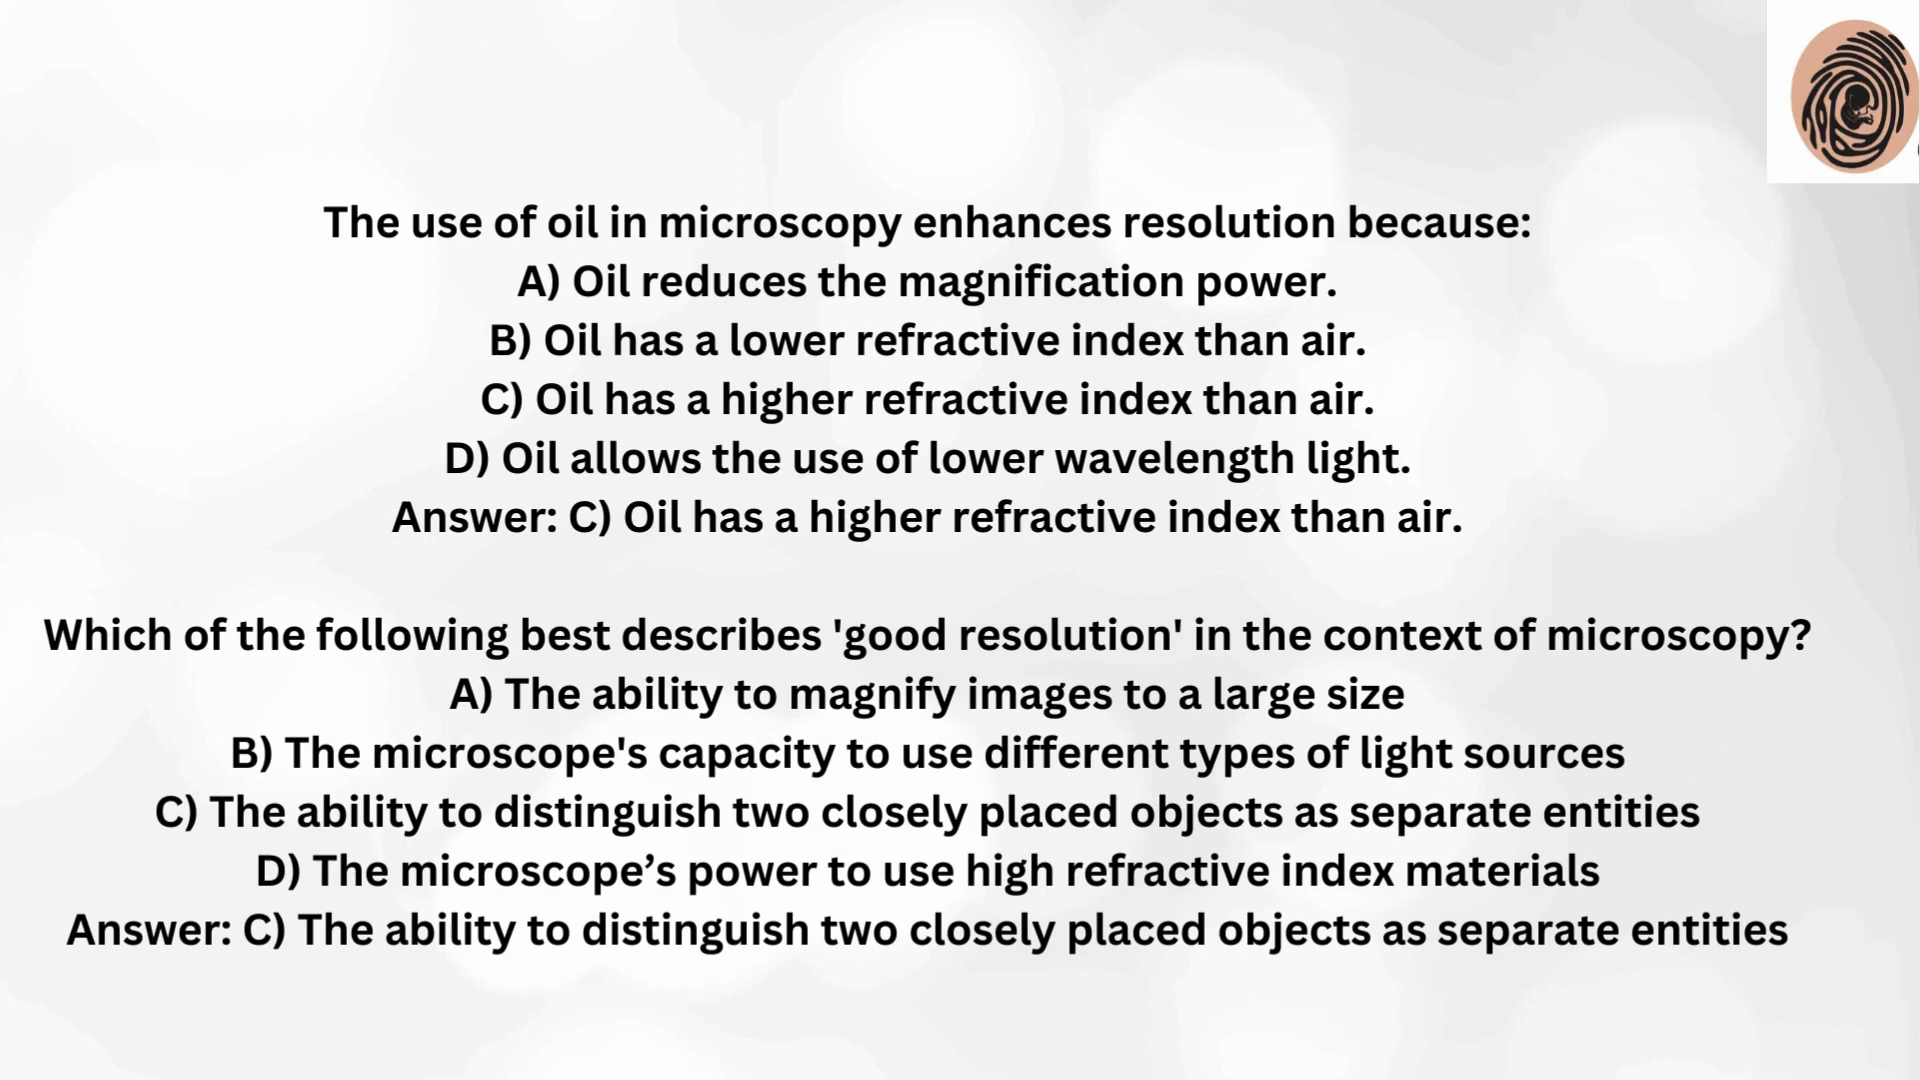 The use of oil in microscopy enhances resolution because:
A) Oil reduces the magnification power.
B) Oil has a lower refractive index than air.
C) Oil has a higher refractive index than air.
D) Oil allows the use of lower wavelength light.
Answer: C) Oil has a higher refractive index than air.
Which of the following best describes 'good resolution' in the context of microscopy?
A) The ability to magnify images to a large size
B) The microscope's capacity to use different types of light sources
C) The ability to distinguish two closely placed objects as separate entities
D) The microscope’s power to use high refractive index materials
Answer: C) The ability to distinguish two closely placed objects as separate entities